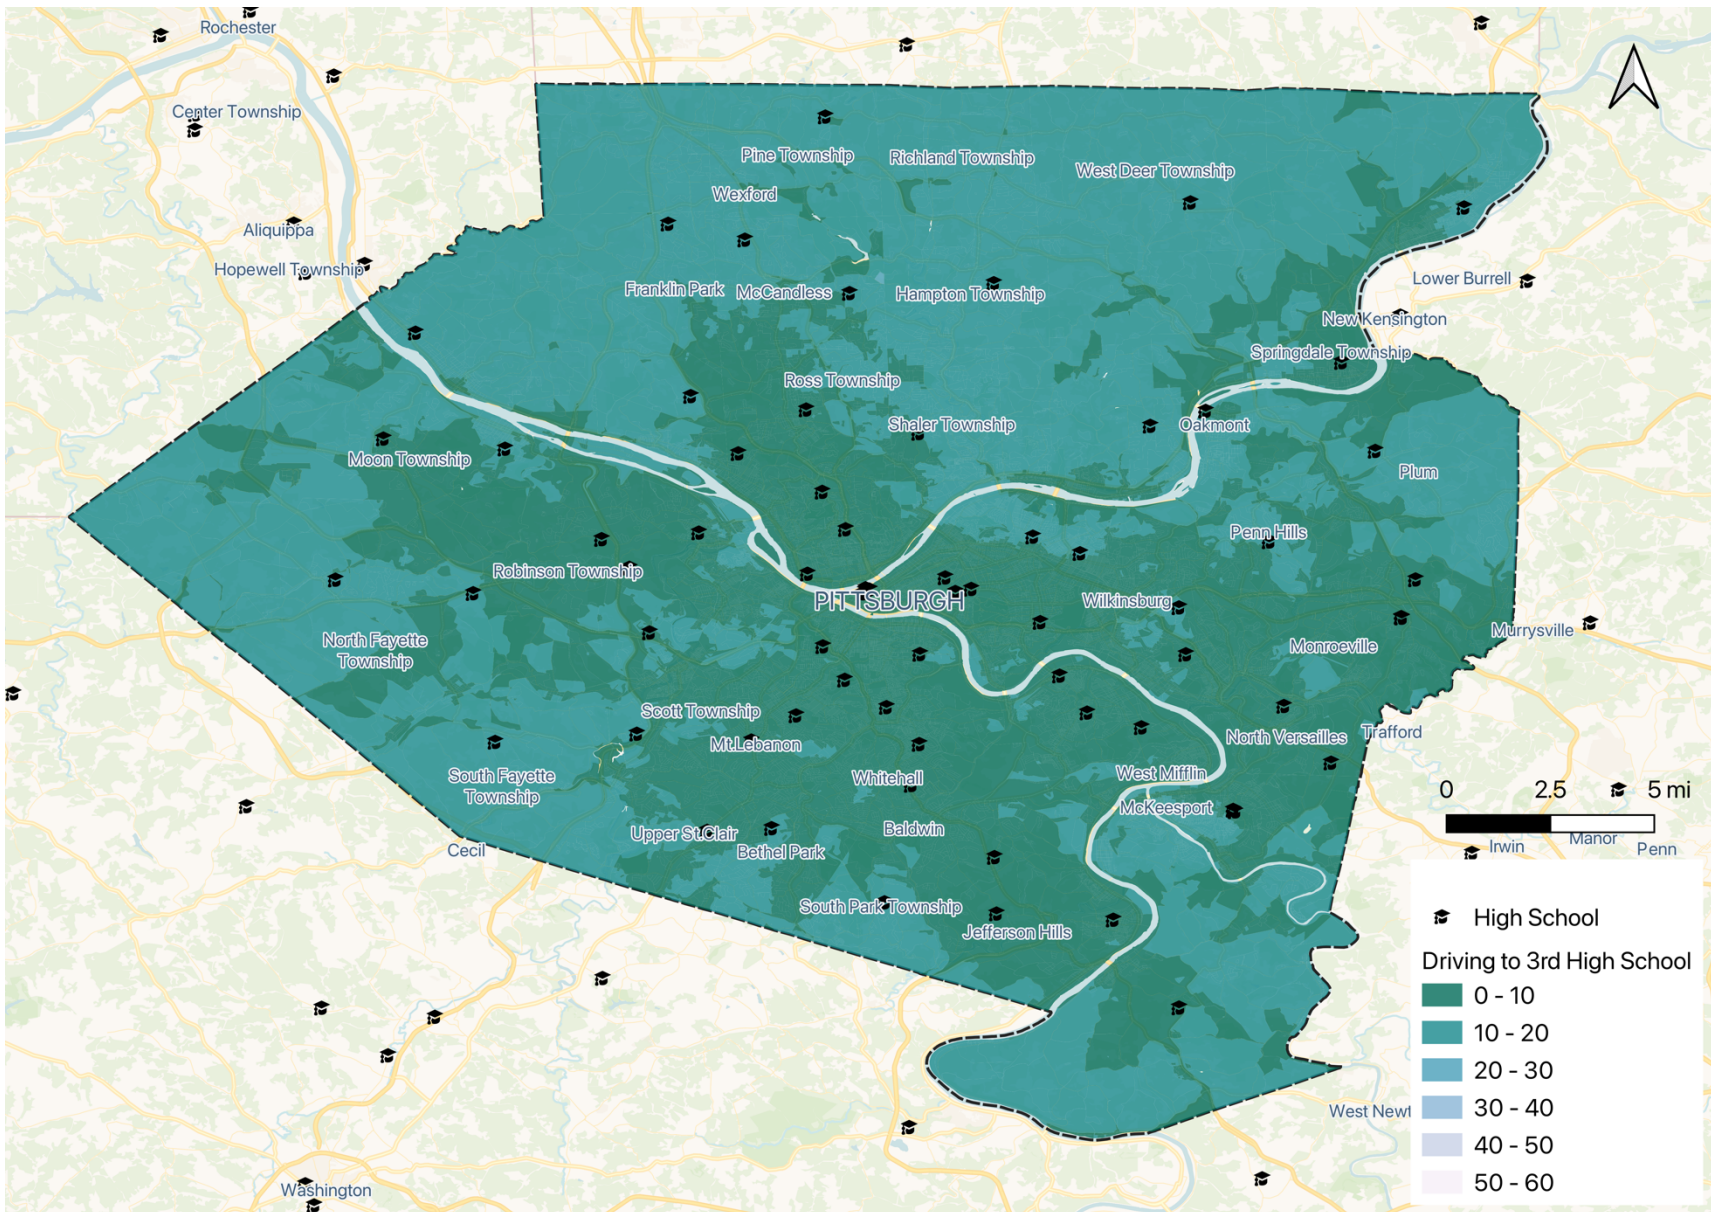 Rochester
Center Township
Pine Township
Richland Township
West Deer Township
Wexford
Aliquippa
Hopewell Township
Lower Burrell
Franklin Park
McCandless
Hampton Township
New Kensington
Springdale Township
Ross Township
Shaler Township
Oakmont
Moon Township
Plum
Penn Hills
Robinson Township
PITTSBURGH
Wilkinsburg
Murrysville
North Fayette
Township
Monroeville
Scott Township
Mt.Lebanon
North Versailles
Trafford
South Fayette
Township
Whitehall
West Mifflin
McKeesport
0 2.5 5 mi
Upper St.Clair
Baldwin
Bethel Park
Cecil
Irwin
Manor
Penn
South Park Township
Jefferson Hills
West Newt
Washington
High School
Driving to 3rd High School
0 - 10
10 - 20
20 - 30
30 - 40
40 - 50
50 - 60